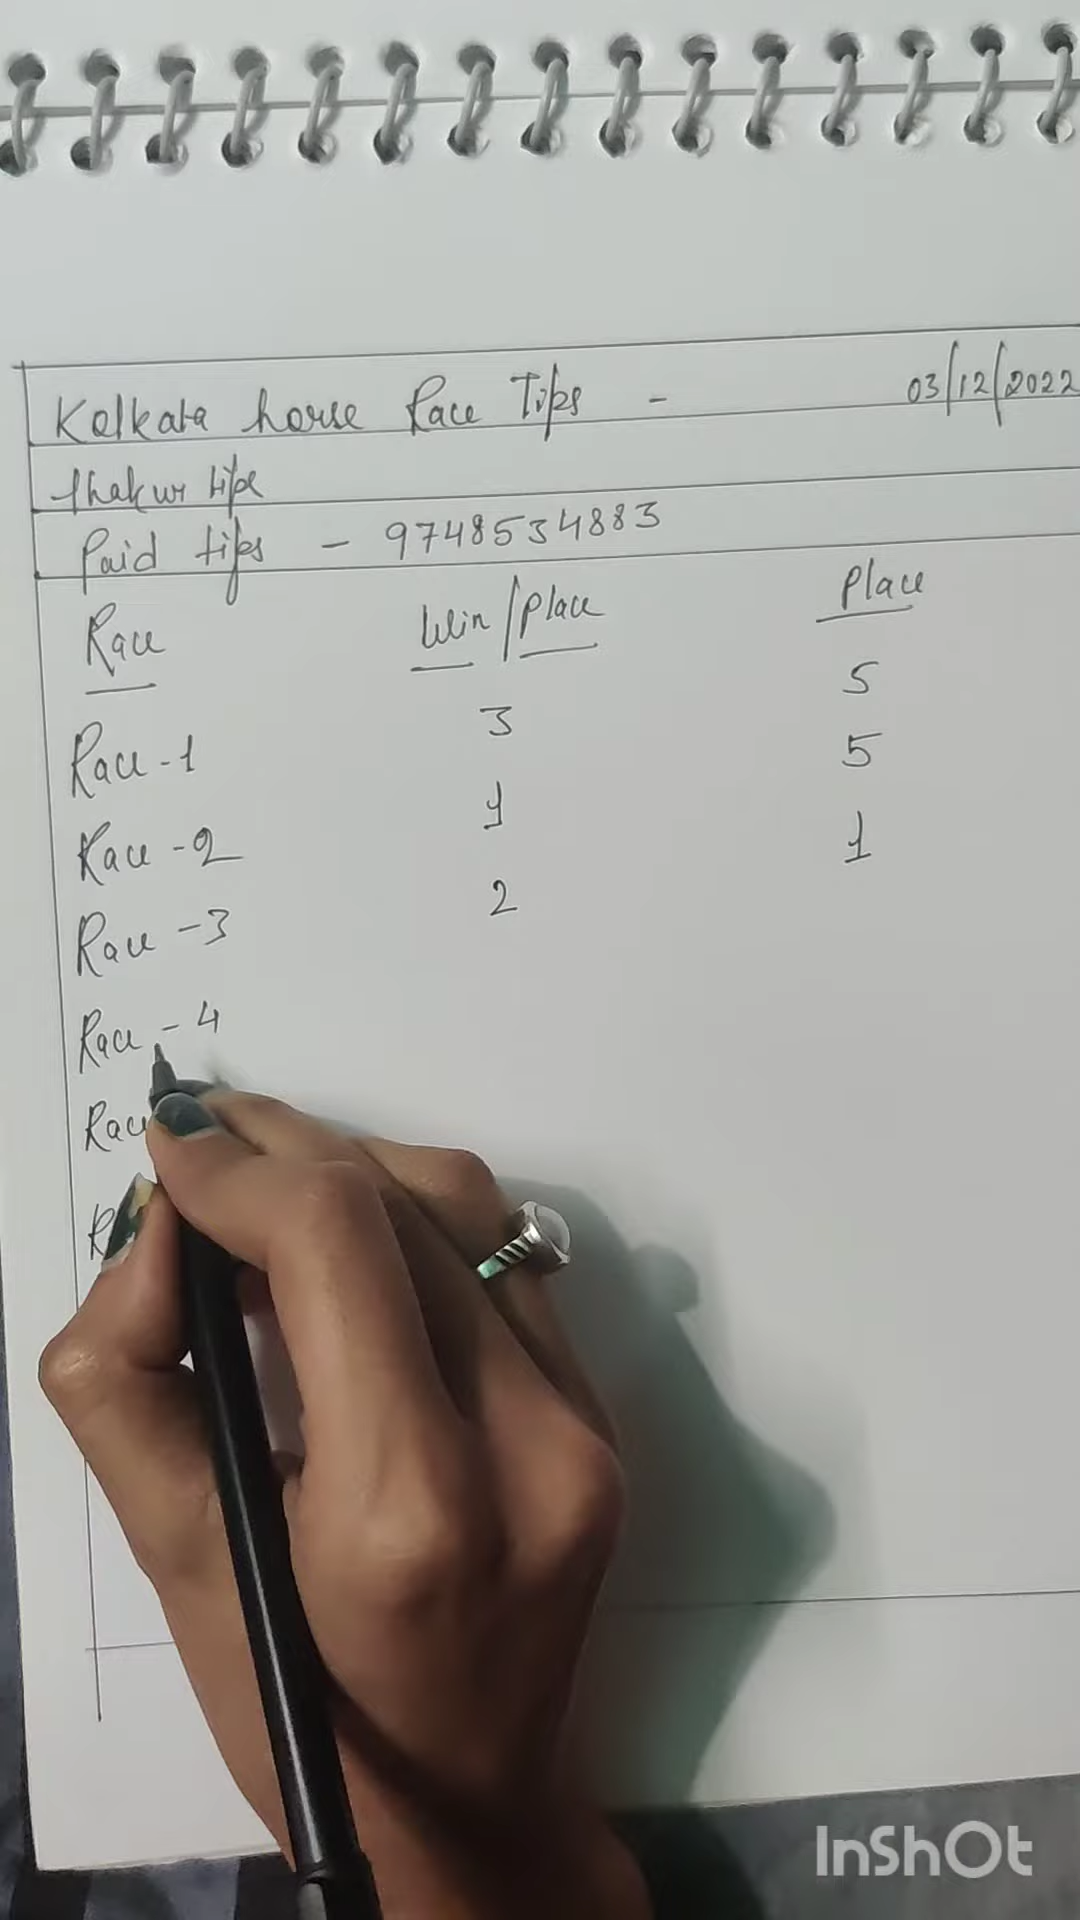 Kolkata horse Race Tips - 03/12/2022
thakur tips
Paid tips - 9748534883
Race Win/Place Place
Race-1 3 5
Race-2 1 5
Race-3 2 1
Race-4
Race
InShOt